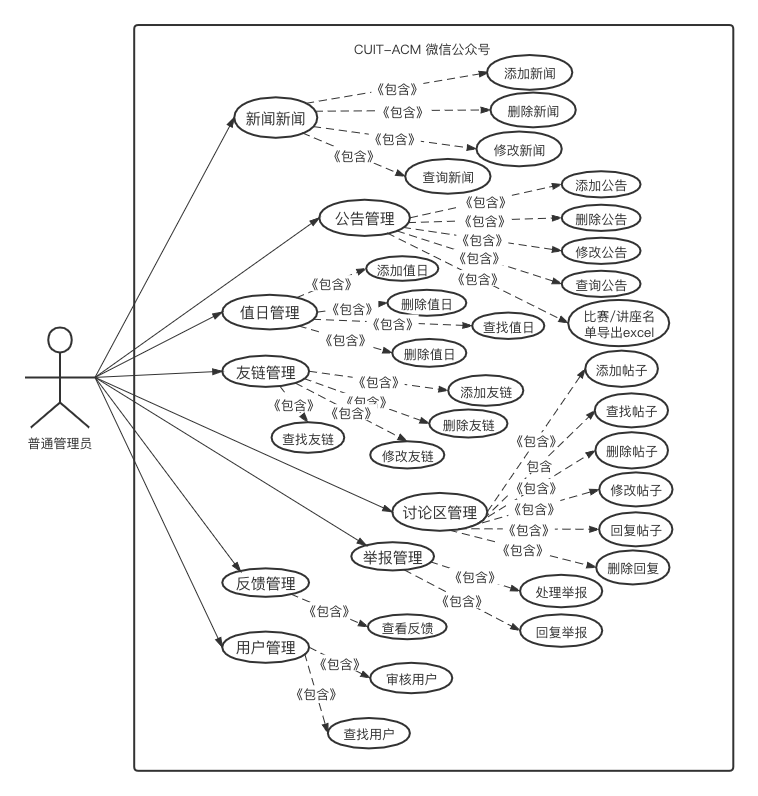 CUIT-ACM 微信公众号
《包含》
添加新闻
新闻新闻
《包含》
删除新闻
《包含》
修改新闻
《包含》
查询新闻
公告管理
《包含》
添加公告
《包含》
删除公告
《包含》
修改公告
《包含》
查询公告
《包含》
比赛/讲座名
单导出excel
值日管理
《包含》
添加值日
《包含》
删除值日
《包含》
查找值日
《包含》
删除值日
友链管理
《包含》
添加友链
《包含》
删除友链
《包含》
修改友链
《包含》
查找友链
普通管理员
讨论区管理
《包含》
添加帖子
包含
查找帖子
《包含》
删除帖子
《包含》
修改帖子
《包含》
回复帖子
《包含》
删除回复
举报管理
《包含》
处理举报
《包含》
回复举报
反馈管理
《包含》
查看反馈
用户管理
《包含》
审核用户
《包含》
查找用户